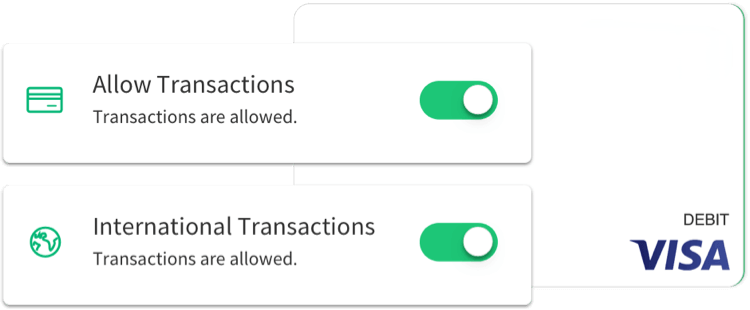 Allow Transactions
Transactions are allowed.
International Transactions
Transactions are allowed.
DEBIT
VISA